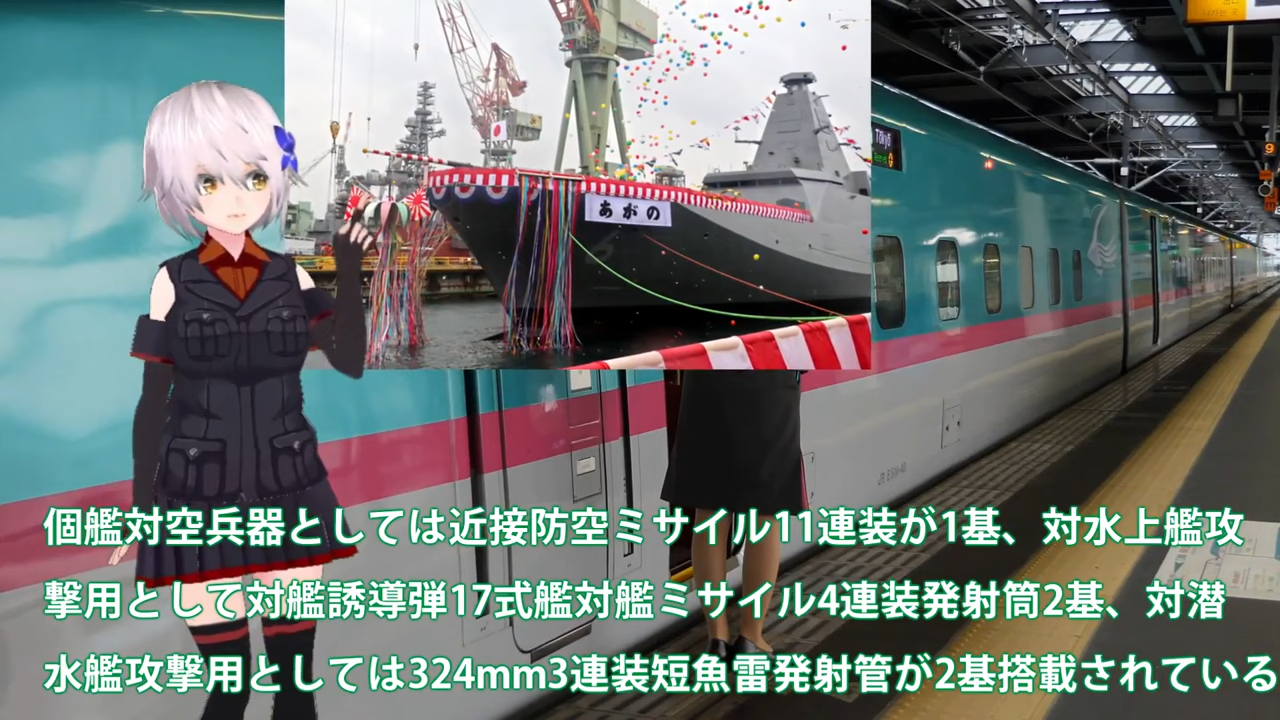 あがの
Tokyo
9
個艦対空兵器としては近接防空ミサイル11連装が1基、対水上艦攻
撃用として対艦誘導弾17式艦対艦ミサイル4連装発射筒2基、対潜
水艦攻撃用としては324mm3連装短魚雷発射管が2基搭載されている